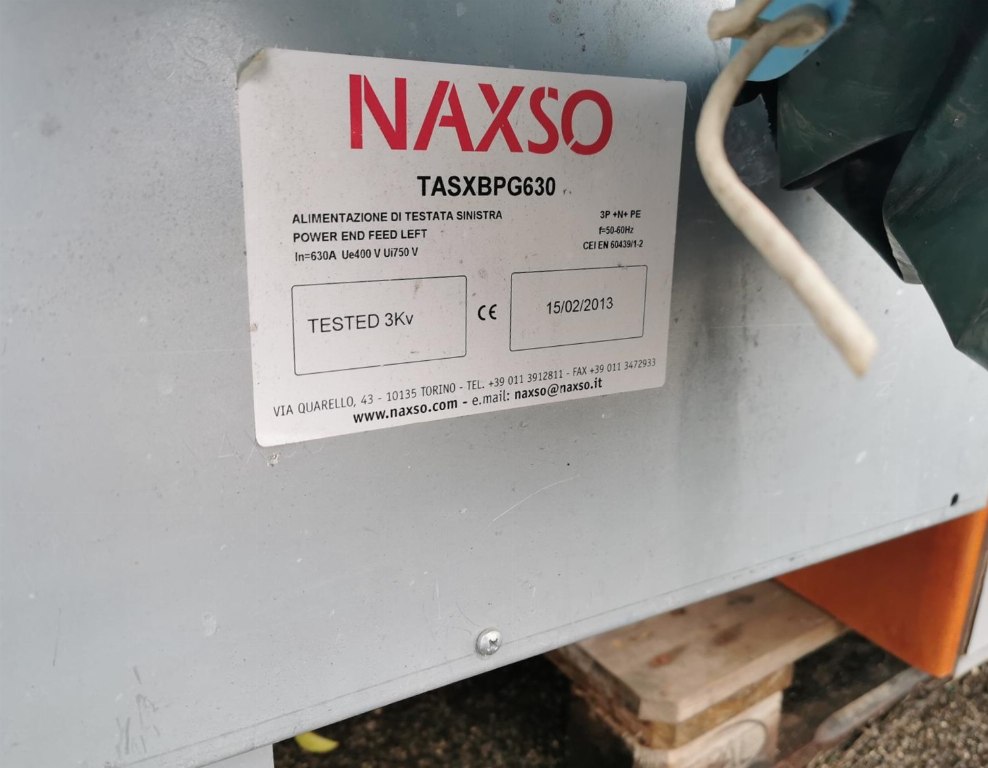 NAXSO
TASXBPG630
ALIMENTAZIONE DI TESTATA SINISTRA
POWER END FEED LEFT
In=630A Ue400 V Ui750 V
3P +N+ PE
f=50-60Hz
CEI EN 60439/1-2
TESTED 3Kv
CE
15/02/2013
VIA QUARELLO, 43 - 10135 TORINO - TEL. +39 011 3912811 - FAX +39 011 3472933
www.naxso.com - e.mail: naxso@naxso.it